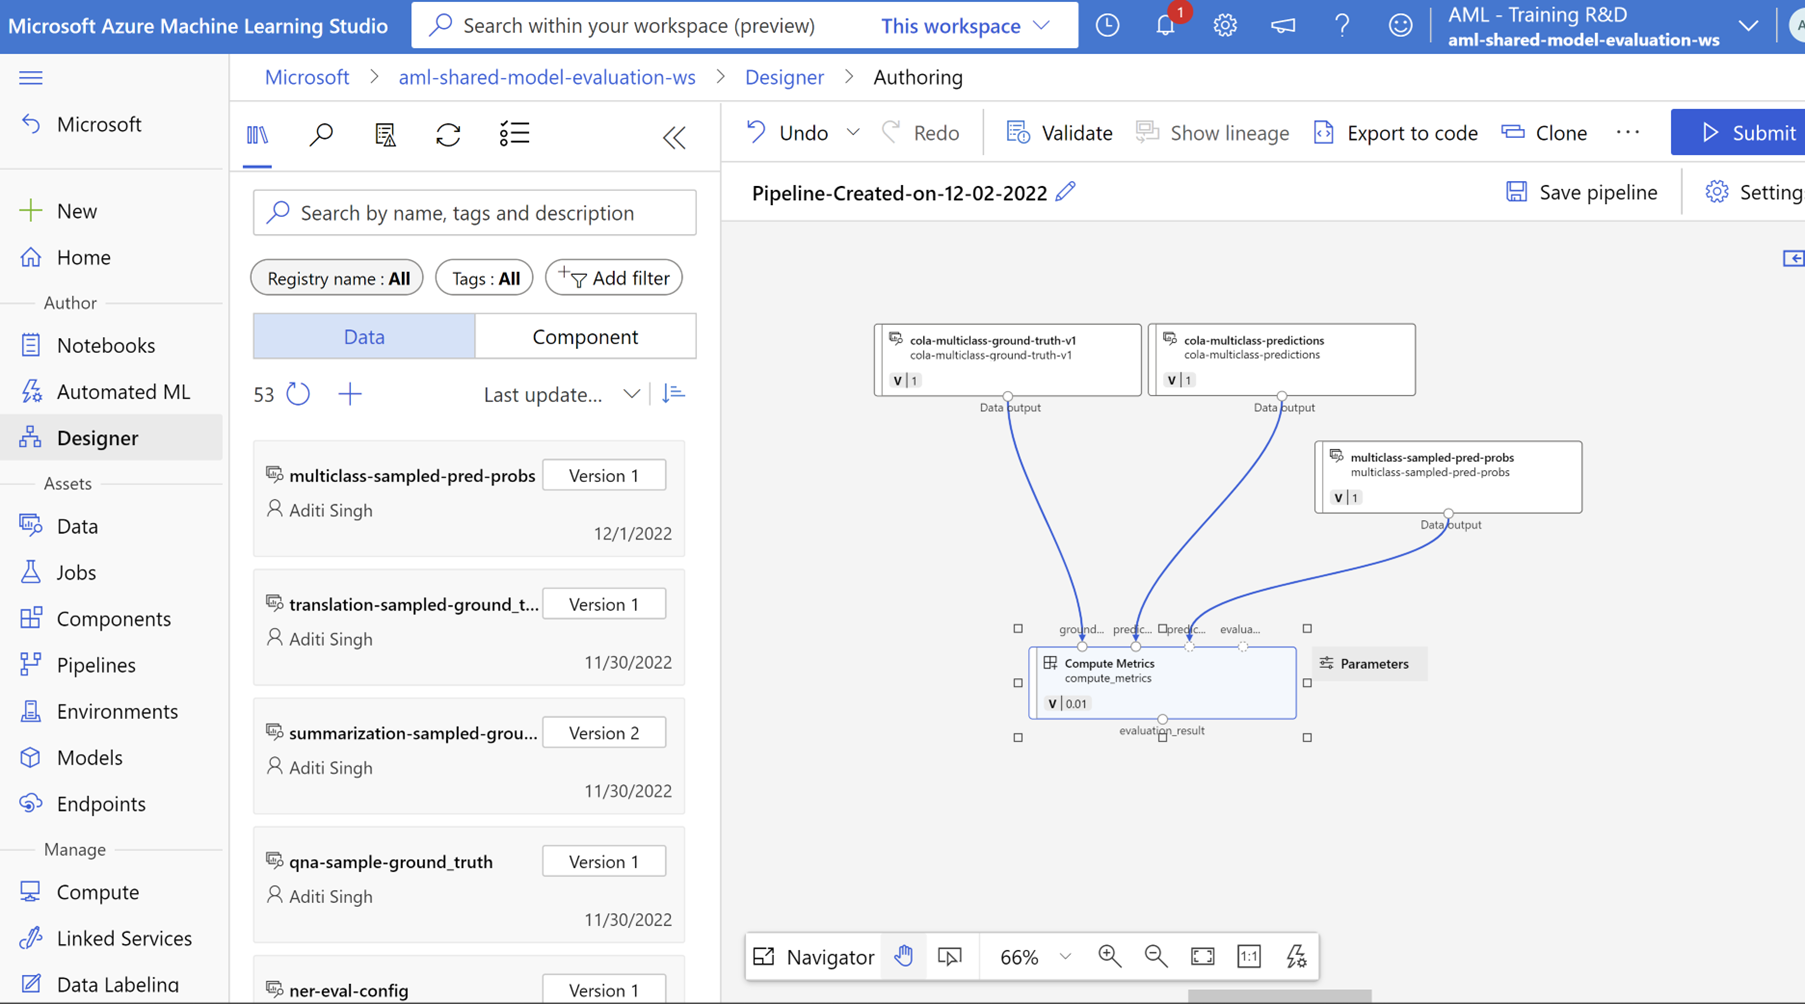 Microsoft Azure Machine Learning Studio
Search within your workspace (preview)
This workspace
1
AML - Training R&D
aml-shared-model-evaluation-ws
A
Microsoft > aml-shared-model-evaluation-ws > Designer > Authoring
Microsoft
New
Home
Author
Notebooks
Automated ML
Designer
Assets
Data
Jobs
Components
Pipelines
Environments
Models
Endpoints
Manage
Compute
Linked Services
Data Labeling
Search by name, tags and description
Registry name : All
Tags : All
Add filter
Data
Component
53
Last update...
multiclass-sampled-pred-probs
Version 1
Aditi Singh
12/1/2022
translation-sampled-ground_t...
Version 1
Aditi Singh
11/30/2022
summarization-sampled-grou...
Version 2
Aditi Singh
11/30/2022
qna-sample-ground_truth
Version 1
Aditi Singh
11/30/2022
ner-eval-config
Version 1
Undo
Redo
Validate
Show lineage
Export to code
Clone
...
Submit
Pipeline-Created-on-12-02-2022
Save pipeline
Setting
cola-multiclass-ground-truth-v1
cola-multiclass-ground-truth-v1
V | 1
Data output
cola-multiclass-predictions
cola-multiclass-predictions
V | 1
Data output
multiclass-sampled-pred-probs
multiclass-sampled-pred-probs
V | 1
Data output
ground...
predic...
predic...
evalua...
Compute Metrics
compute_metrics
V | 0.01
evaluation_result
Parameters
Navigator
66%
1:1